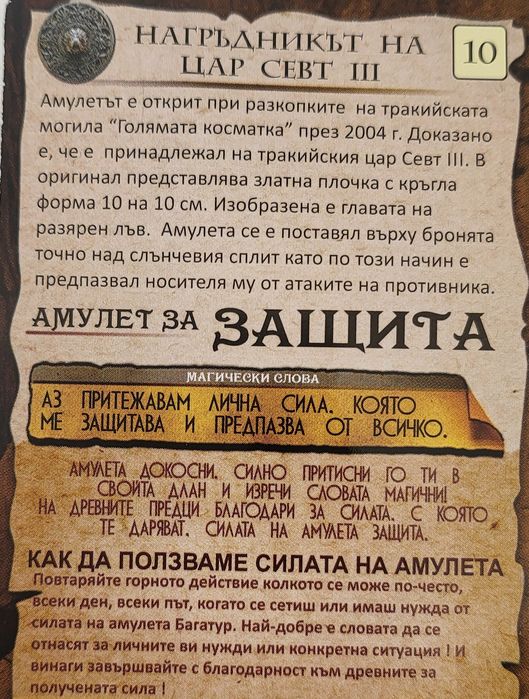 НАГРЪДНИКЪТ НА
ЦАР СЕВТ III
10
Амулетът е открит при разкопките на тракийската
могила "Голямата косматка" през 2004 г. Доказано
е, че е принадлежал на тракийския цар Севт III. В
оригинал представлява златна плочка с кръгла
форма 10 на 10 см. Изобразена е главата на
разярен лъв. Амулета се е поставял върху бронята
точно над слънчевия сплит като по този начин е
предпазвал носителя му от атаките на противника.
АМУЛЕТ ЗА ЗАЩИТА
МАГИЧЕСКИ СЛОВА
АЗ ПРИТЕЖАВАМ ЛИЧНА СИЛА, КОЯТО
МЕ ЗАЩИТАВА И ПРЕДПАЗВА ОТ ВСИЧКО.
АМУЛЕТА ДОКОСНИ, СИЛНО ПРИТИСНИ ГО ТИ В
СВОЙТА ДЛАН И ИЗРЕЧИ СЛОВАТА МАГИЧНИ!
НА ДРЕВНИТЕ ПРЕДЦИ БЛАГОДАРИ ЗА СИЛАТА, С КОЯТО
ТЕ ДАРЯВАТ, СИЛАТА НА АМУЛЕТА ЗАЩИТА.
КАК ДА ПОЛЗВАМЕ СИЛАТА НА АМУЛЕТА
Повтаряйте горното действие колкото се може по-често,
всеки ден, всеки път, когато се сетиш или имаш нужда от
силата на амулета Багатур. Най-добре е словата да се
отнасят за личните ви нужди или конкретна ситуация ! И
винаги завършвайте с благодарност към древните за
получената сила !